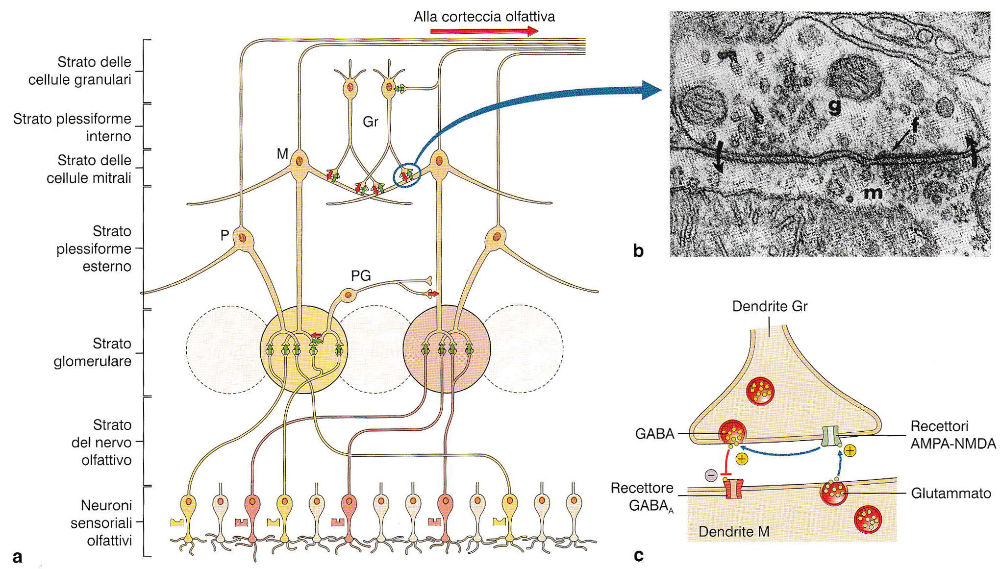 Alla corteccia olfattiva
Strato delle
cellule granulari
Strato plessiforme
interno
Strato delle
cellule mitrali
Strato
plessiforme
esterno
Strato
glomerulare
Strato
del nervo
olfattivo
Neuroni
sensoriali
olfattivi
Gr
M
P
PG
a
g
f
m
b
Dendrite Gr
GABA
Recettori
AMPA-NMDA
+
+
−
Recettore
GABAA
Glutammato
Dendrite M
c